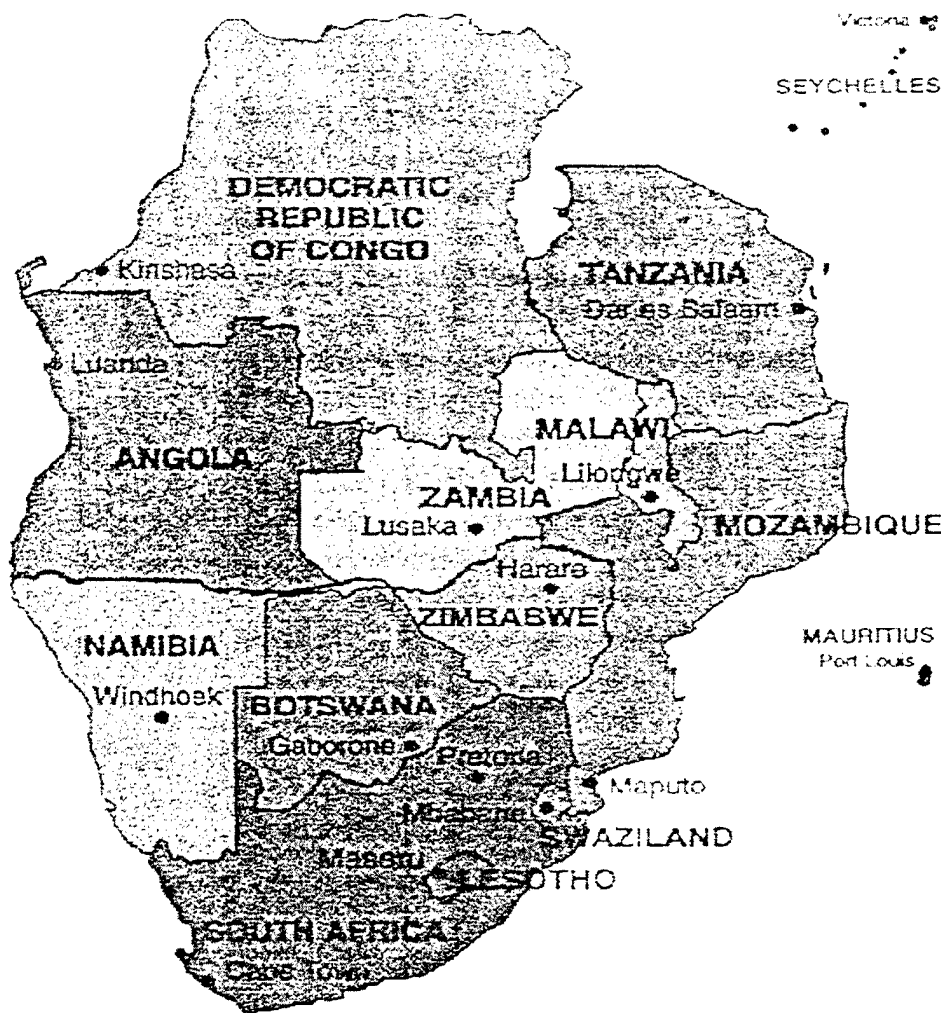 Victoria
SEYCHELLES
DEMOCRATIC
REPUBLIC
OF CONGO
Kinshasa
TANZANIA
Dar es Salaam
Luanda
MALAWI
ANGOLA
Lilongwe
ZAMBIA
Lusaka
MOZAMBIQUE
Harara
ZIMBABWE
NAMIBIA
MAURITIUS
Port Louis
Windhoek
BOTSWANA
Gaborone
Pretoria
Maputo
Mbabane
SWAZILAND
Maseru
LESOTHO
SOUTH AFRICA
Cape Town